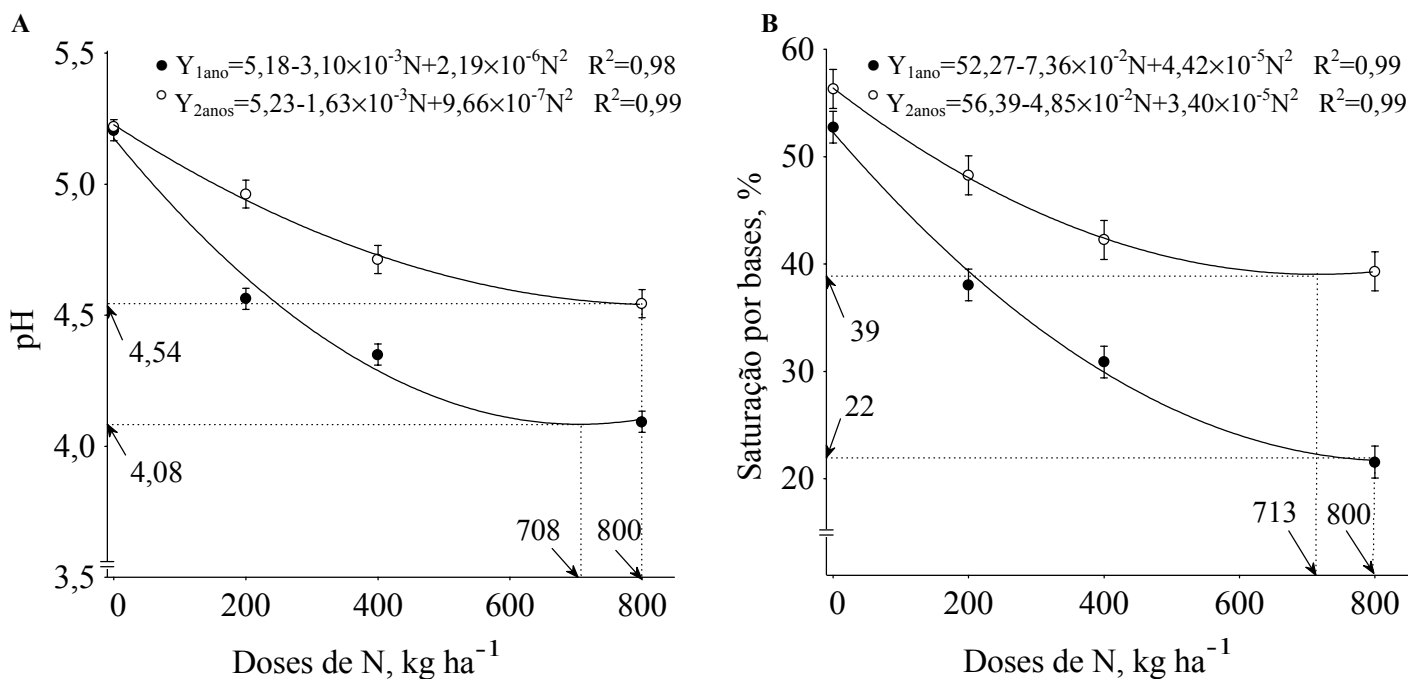 A
5,5
5,0
4,5
4,0
3,5
pH
● Y1ano=5,18-3,10×10⁻³N+2,19×10⁻⁶N² R²=0,98
○ Y2anos=5,23-1,63×10⁻³N+9,66×10⁻⁷N² R²=0,99
4,54
4,08
708
800
0 200 400 600 800
Doses de N, kg ha⁻¹
B
60
50
40
30
20
Saturação por bases, %
● Y1ano=52,27-7,36×10⁻²N+4,42×10⁻⁵N² R²=0,99
○ Y2anos=56,39-4,85×10⁻²N+3,40×10⁻⁵N² R²=0,99
39
22
713
800
0 200 400 600 800
Doses de N, kg ha⁻¹